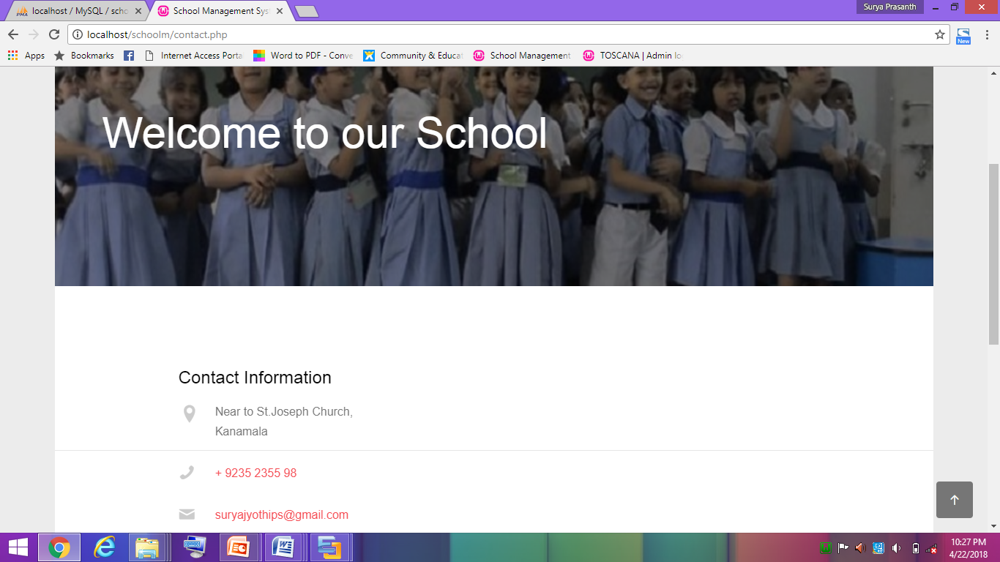 Surya Prasanth
localhost / MySQL / scho
School Management Sys
localhost/schoolm/contact.php
New
Apps
Bookmarks
Internet Access Porta
Word to PDF - Conve
Community & Educat
School Management
TOSCANA | Admin lo
Welcome to our School
Contact Information
Near to St.Joseph Church,
Kanamala
+ 9235 2355 98
suryajyothips@gmail.com
10:27 PM
4/22/2018